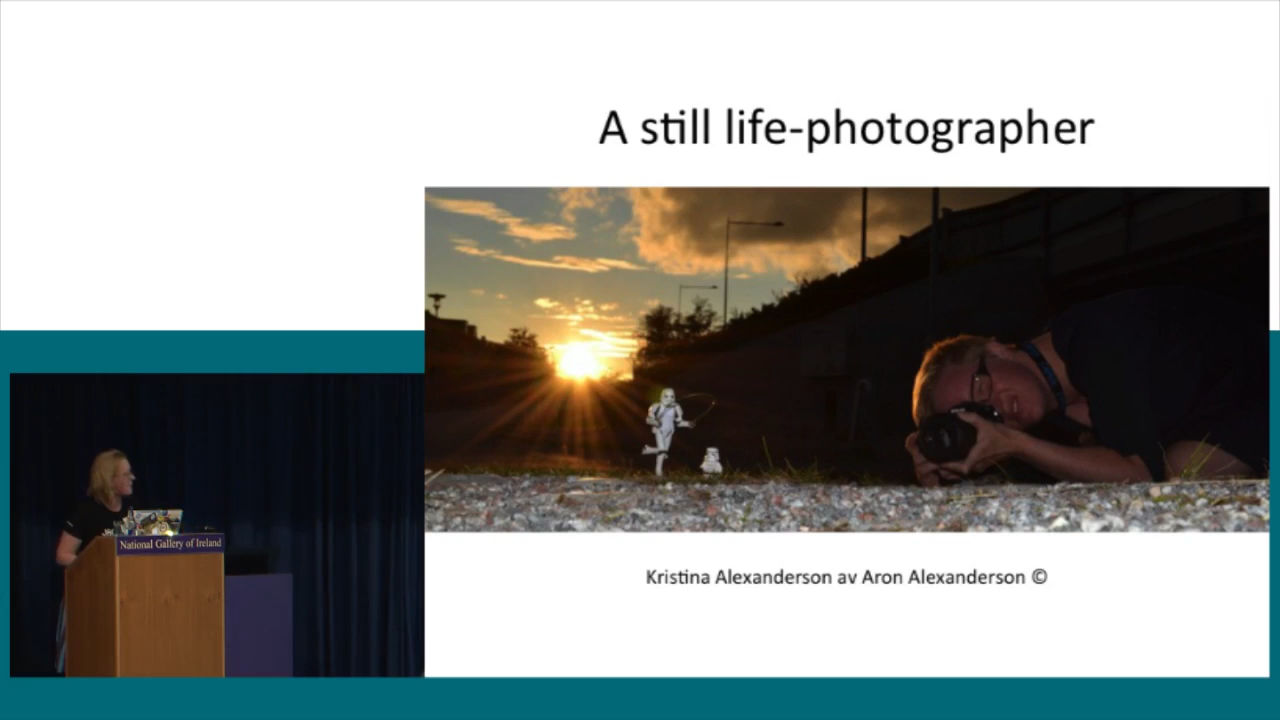 A still life-photographer
National Gallery of Ireland
Kristina Alexanderson av Aron Alexanderson ©